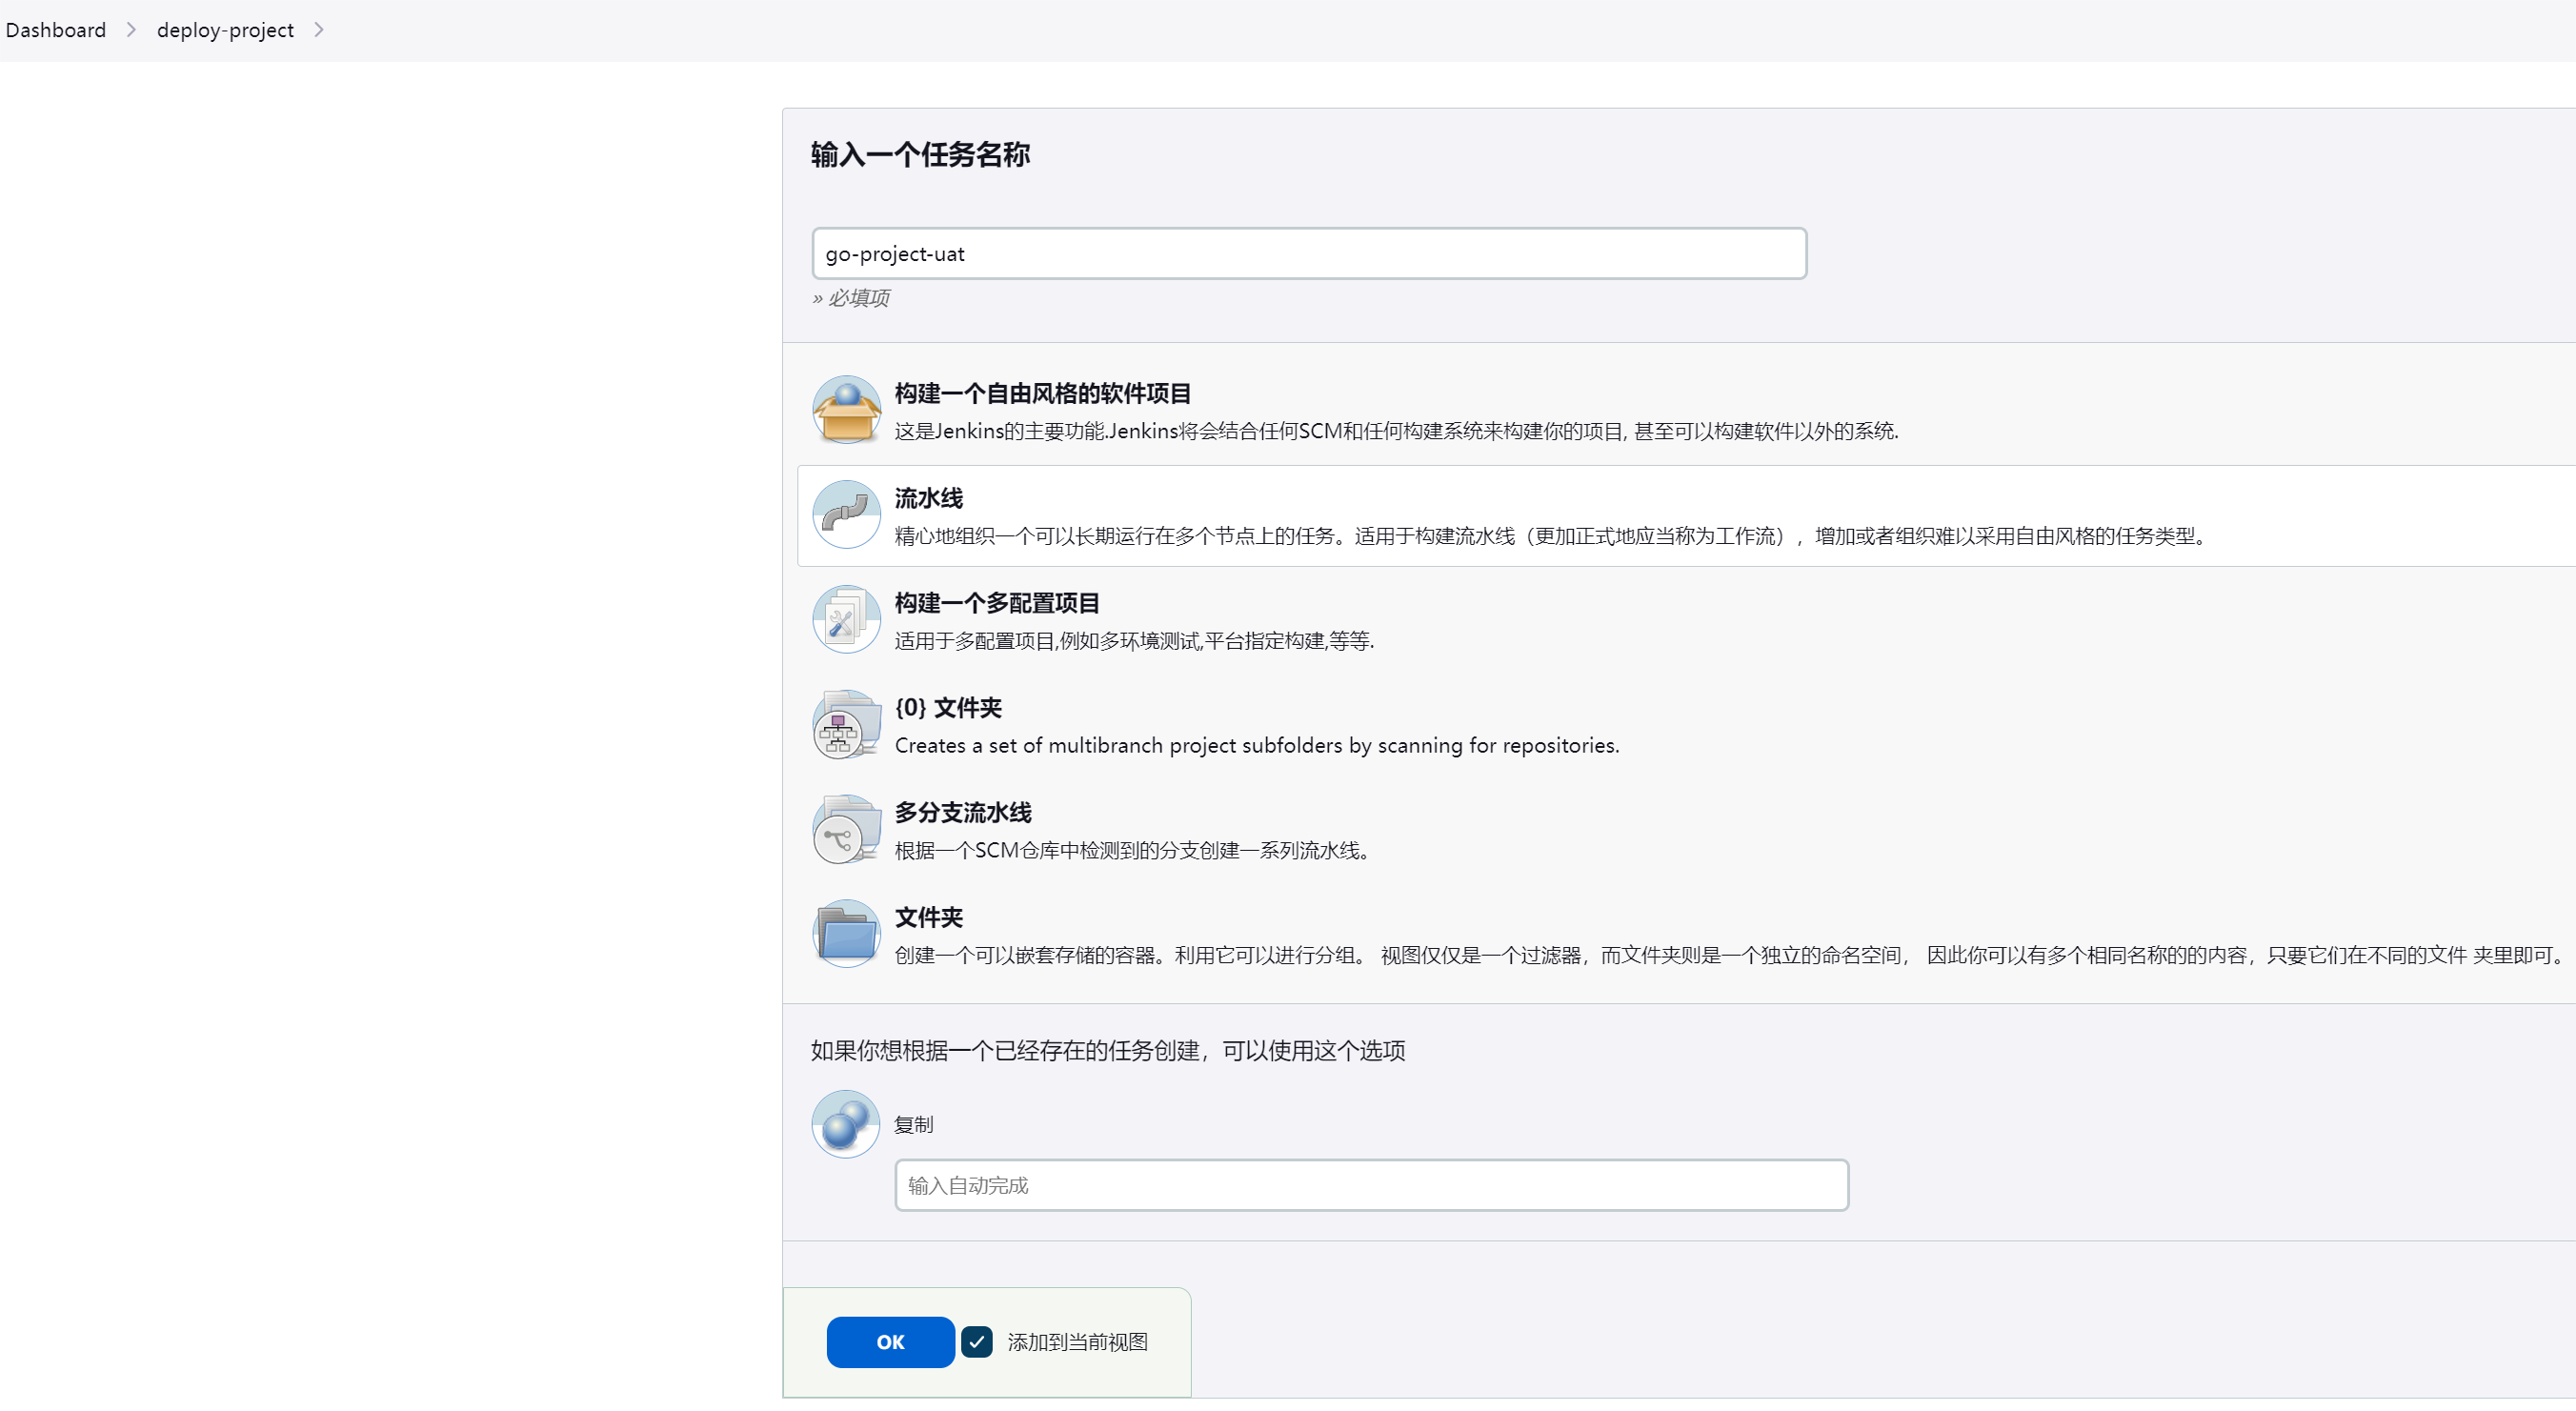 Dashboard
deploy-project
输入一个任务名称
go-project-uat
» 必填项
构建一个自由风格的软件项目
这是Jenkins的主要功能.Jenkins将会结合任何SCM和任何构建系统来构建你的项目, 甚至可以构建软件以外的系统.
流水线
精心地组织一个可以长期运行在多个节点上的任务。适用于构建流水线（更加正式地应当称为工作流），增加或者组织难以采用自由风格的任务类型。
构建一个多配置项目
适用于多配置项目,例如多环境测试,平台指定构建,等等.
{0} 文件夹
Creates a set of multibranch project subfolders by scanning for repositories.
多分支流水线
根据一个SCM仓库中检测到的分支创建一系列流水线。
文件夹
创建一个可以嵌套存储的容器。利用它可以进行分组。 视图仅仅是一个过滤器，而文件夹则是一个独立的命名空间， 因此你可以有多个相同名称的的内容，只要它们在不同的文件 夹里即可。
如果你想根据一个已经存在的任务创建，可以使用这个选项
复制
输入自动完成
OK 添加到当前视图